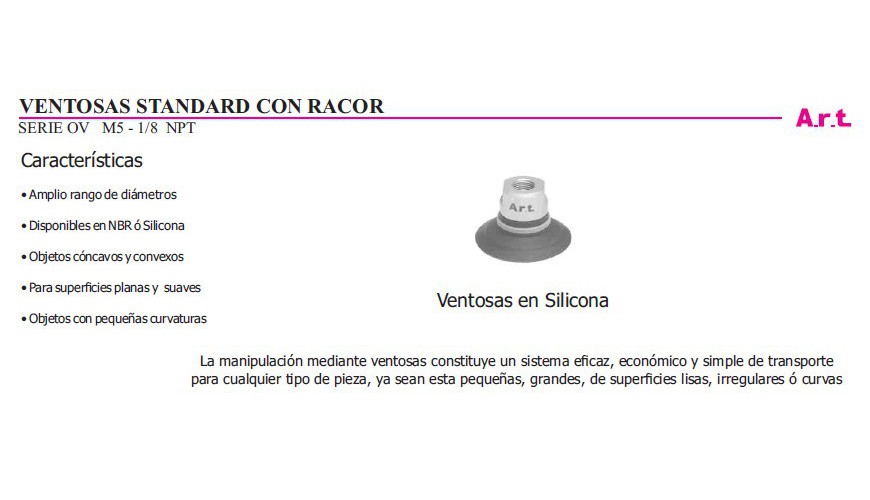 VENTOSAS STANDARD CON RACOR
SERIE OV M5 - 1/8 NPT
A.r.t.
Características
• Amplio rango de diámetros
• Disponibles en NBR ó Silicona
• Objetos cóncavos y convexos
• Para superficies planas y suaves
• Objetos con pequeñas curvaturas
A.r.t.
Ventosas en Silicona
La manipulación mediante ventosas constituye un sistema eficaz, económico y simple de transporte
para cualquier tipo de pieza, ya sean esta pequeñas, grandes, de superficies lisas, irregulares ó curvas